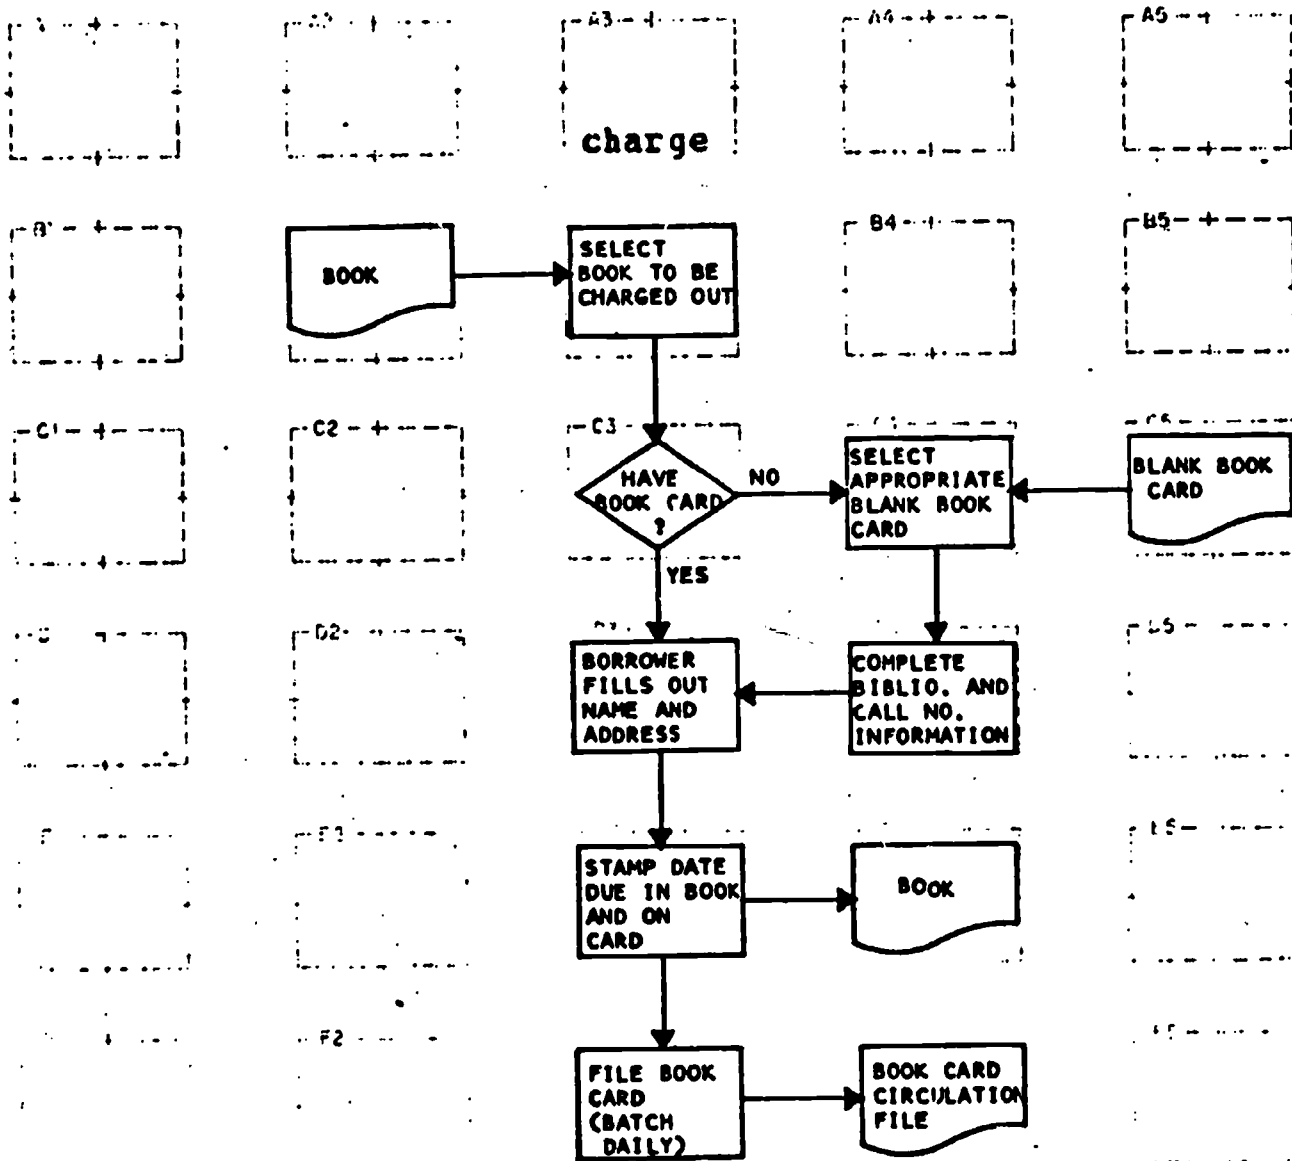 A3
A4
A5
charge
B4
B5
BOOK
SELECT
BOOK TO BE
CHARGED OUT
C1
C2
C3
HAVE
BOOK CARD
?
NO
YES
SELECT
APPROPRIATE
BLANK BOOK
CARD
BLANK BOOK
CARD
D2
BORROWER
FILLS OUT
NAME AND
ADDRESS
COMPLETE
BIBLIO. AND
CALL NO.
INFORMATION
STAMP DATE
DUE IN BOOK
AND ON
CARD
BOOK
F2
FILE BOOK
CARD
(BATCH
DAILY)
BOOK CARD
CIRCULATION
FILE